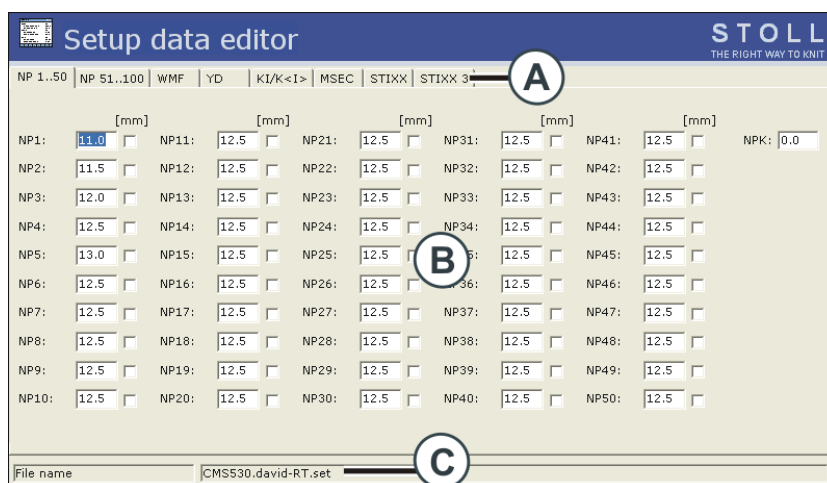 Setup data editor
STOLL
THE RIGHT WAY TO KNIT
NP 1..50 NP 51..100 WMF YD KI/K<I> MSEC STIXX STIXX 3 A
[mm] [mm] [mm] [mm] [mm]
NP1: 11.0 NP11: 12.5 NP21: 12.5 NP31: 12.5 NP41: 12.5 NPK: 0.0
NP2: 11.5 NP12: 12.5 NP22: 12.5 NP32: 12.5 NP42: 12.5
NP3: 12.0 NP13: 12.5 NP23: 12.5 NP33: 12.5 NP43: 12.5
NP4: 12.5 NP14: 12.5 NP24: 12.5 NP34: 12.5 NP44: 12.5
NP5: 13.0 NP15: 12.5 NP25: 12.5 B 5: 12.5 NP45: 12.5
NP6: 12.5 NP16: 12.5 NP26: 12.5 NP36: 12.5 NP46: 12.5
NP7: 12.5 NP17: 12.5 NP27: 12.5 NP37: 12.5 NP47: 12.5
NP8: 12.5 NP18: 12.5 NP28: 12.5 NP38: 12.5 NP48: 12.5
NP9: 12.5 NP19: 12.5 NP29: 12.5 NP39: 12.5 NP49: 12.5
NP10: 12.5 NP20: 12.5 NP30: 12.5 NP40: 12.5 NP50: 12.5
File name CMS530.david-RT.set C